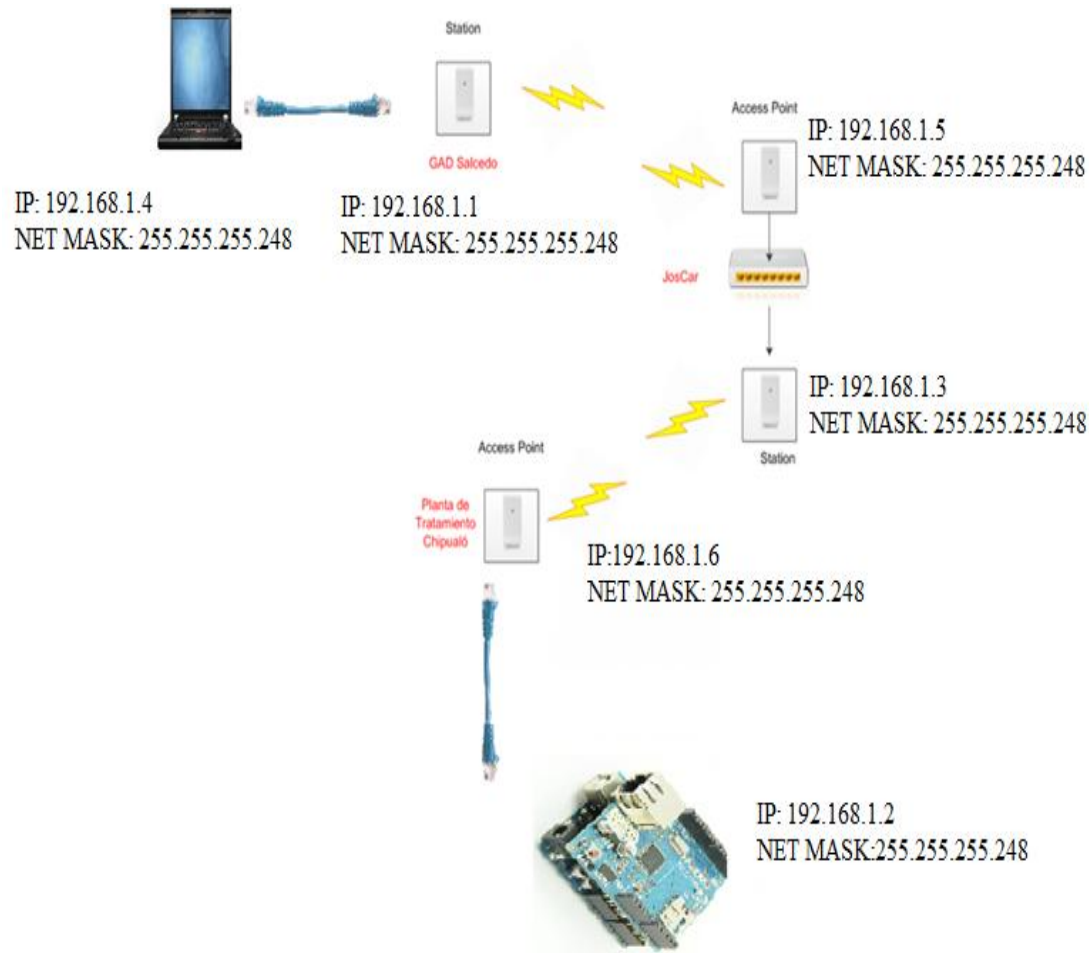 Station
GAD Salcedo
IP: 192.168.1.4
NET MASK: 255.255.255.248
IP: 192.168.1.1
NET MASK: 255.255.255.248
Access Point
IP: 192.168.1.5
NET MASK: 255.255.255.248
JosCar
IP: 192.168.1.3
NET MASK: 255.255.255.248
Station
Access Point
Planta de
Tratamiento
Chipualó
IP:192.168.1.6
NET MASK: 255.255.255.248
IP: 192.168.1.2
NET MASK:255.255.255.248